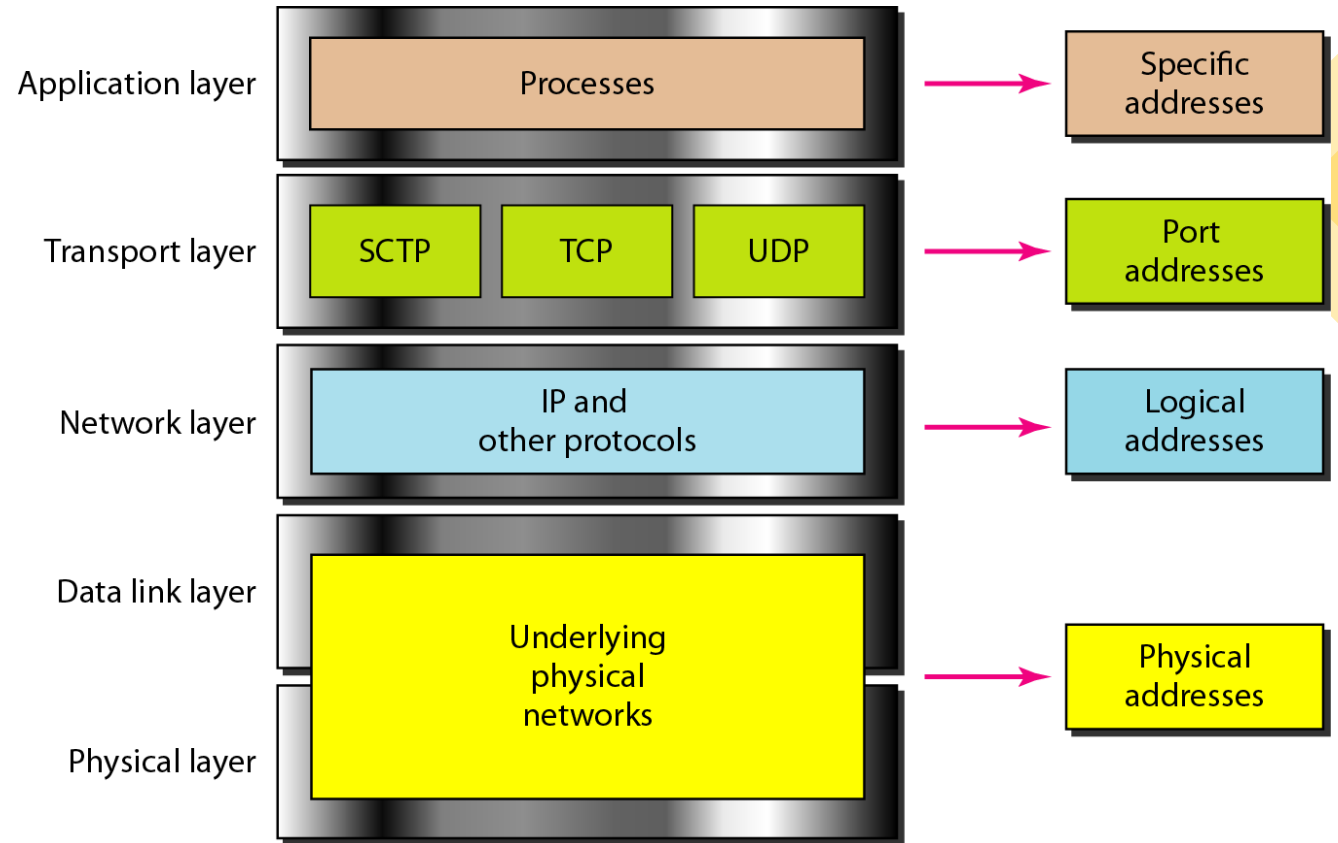 Application layer
Processes
Specific
addresses
Transport layer
SCTP
TCP
UDP
Port
addresses
Network layer
IP and
other protocols
Logical
addresses
Data link layer
Underlying
physical
networks
Physical
addresses
Physical layer